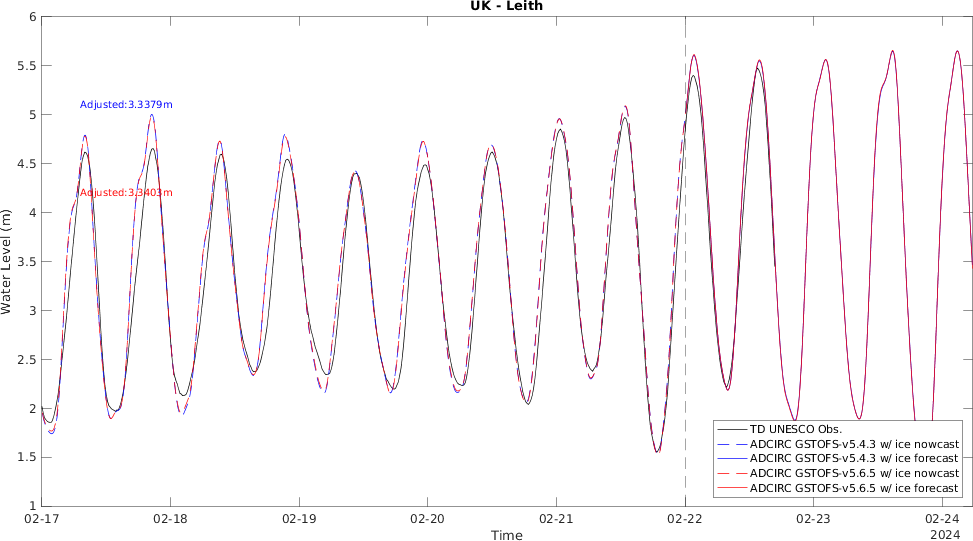 UK - Leith
6
5.5
5
4.5
4
3.5
3
2.5
2
1.5
1
Water Level (m)
Adjusted:3.3379m
Adjusted:3.3403m
TD UNESCO Obs.
ADCIRC GSTOFS-v5.4.3 w/ ice nowcast
ADCIRC GSTOFS-v5.4.3 w/ ice forecast
ADCIRC GSTOFS-v5.6.5 w/ ice nowcast
ADCIRC GSTOFS-v5.6.5 w/ ice forecast
02-17 02-18 02-19 02-20 02-21 02-22 02-23 02-24
Time
2024